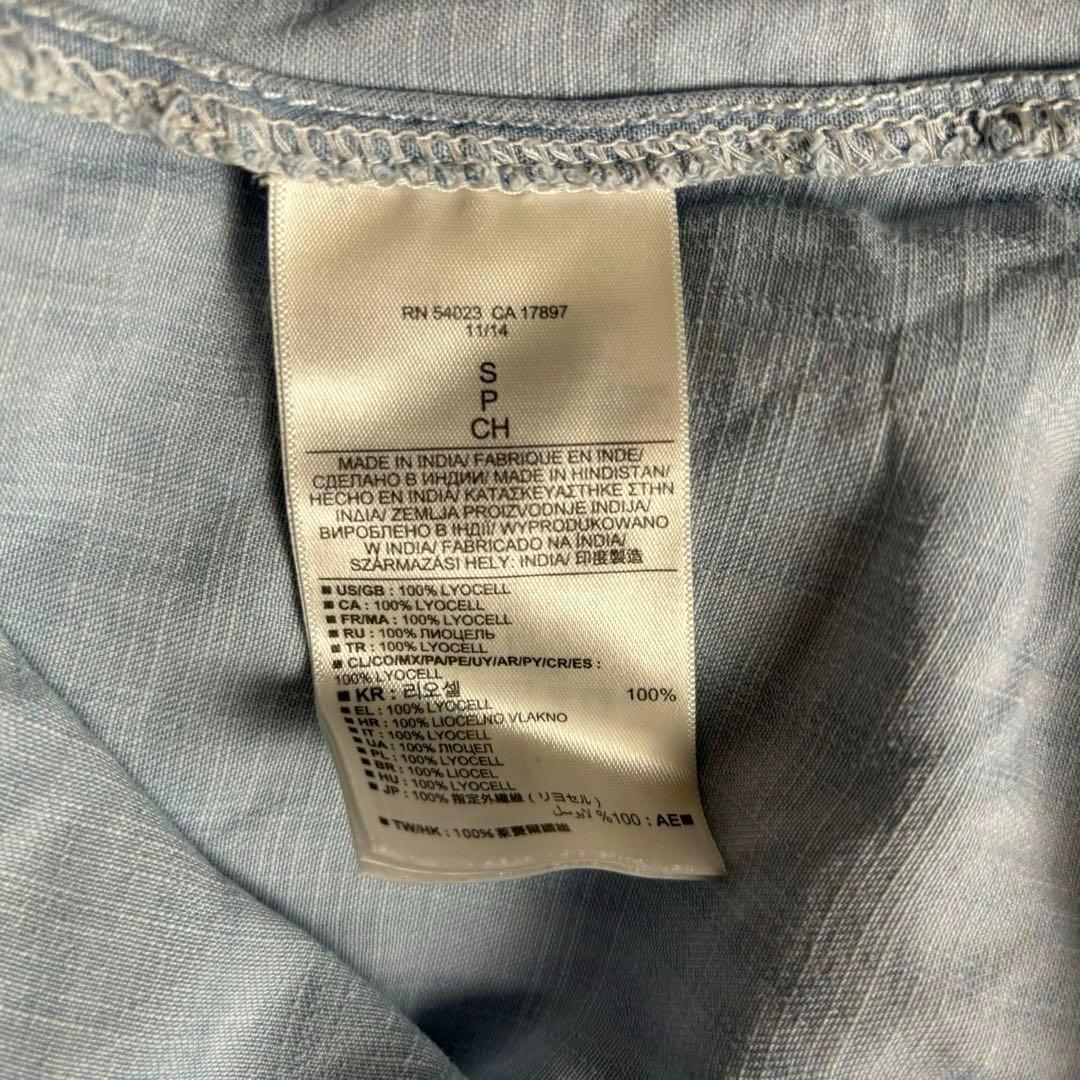 RN 54023 CA 17897
11/14
S
P
CH
MADE IN INDIA/ FABRIQUE EN INDE/
СДЕЛАНО В ИНДИИ/ MADE IN HINDISTAN/
HECHO EN INDIA/ ΚΑΤΑΣΚΕΥΑΣΤΗΚΕ ΣΤΗΝ
ΙΝΔΙΑ/ ZEMLJA PROIZVODNJE INDIJA/
ВИРОБЛЕНО В ІНДІЇ/ WYPRODUKOWANO
W INDIA/ FABRICADO NA ÍNDIA/
SZÁRMAZÁSI HELY: INDIA/ 印度製造
■ US/GB : 100% LYOCELL
■ CA : 100% LYOCELL
■ FR/MA : 100% LYOCELL
■ RU : 100% ЛИОЦЕЛЬ
■ TR : 100% LYOCELL
■ CL/CO/MX/PA/PE/UY/AR/PY/CR/ES :
100% LYOCELL
■ KR : 리오셀 100%
■ EL : 100% LYOCELL
■ HR : 100% LIOCELNO VLAKNO
■ IT : 100% LYOCELL
■ UA : 100% ЛІОЦЕЛ
■ PL : 100% LYOCELL
■ BR : 100% LIOCEL
■ HU : 100% LYOCELL
■ JP : 100% 指定外繊維 ( リヨセル )
■AE : 100% لايوسل
■ TW/HK : 100% 萊賽爾纖維